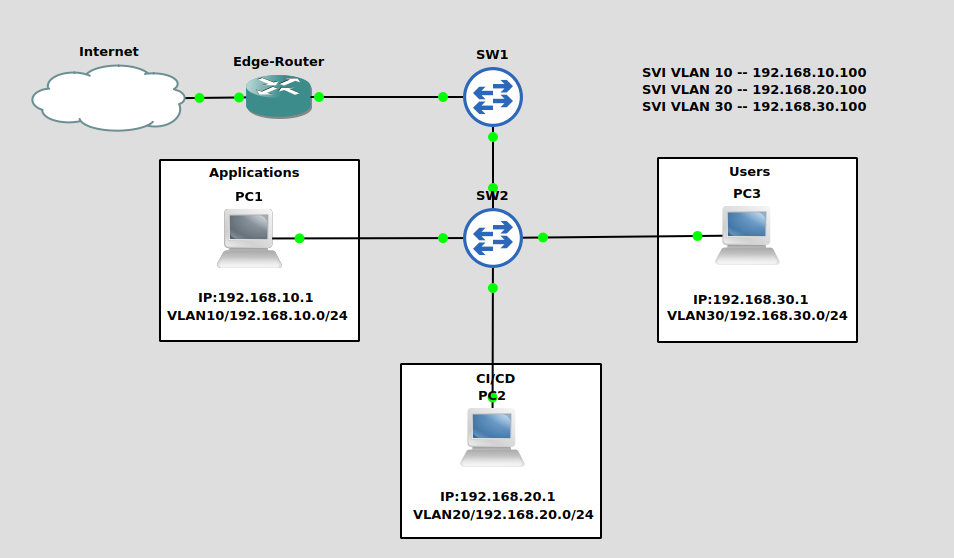 Internet
Edge-Router
SW1
SVI VLAN 10 -- 192.168.10.100
SVI VLAN 20 -- 192.168.20.100
SVI VLAN 30 -- 192.168.30.100
Applications
PC1
IP:192.168.10.1
VLAN10/192.168.10.0/24
SW2
Users
PC3
IP:192.168.30.1
VLAN30/192.168.30.0/24
CI/CD
PC2
IP:192.168.20.1
VLAN20/192.168.20.0/24